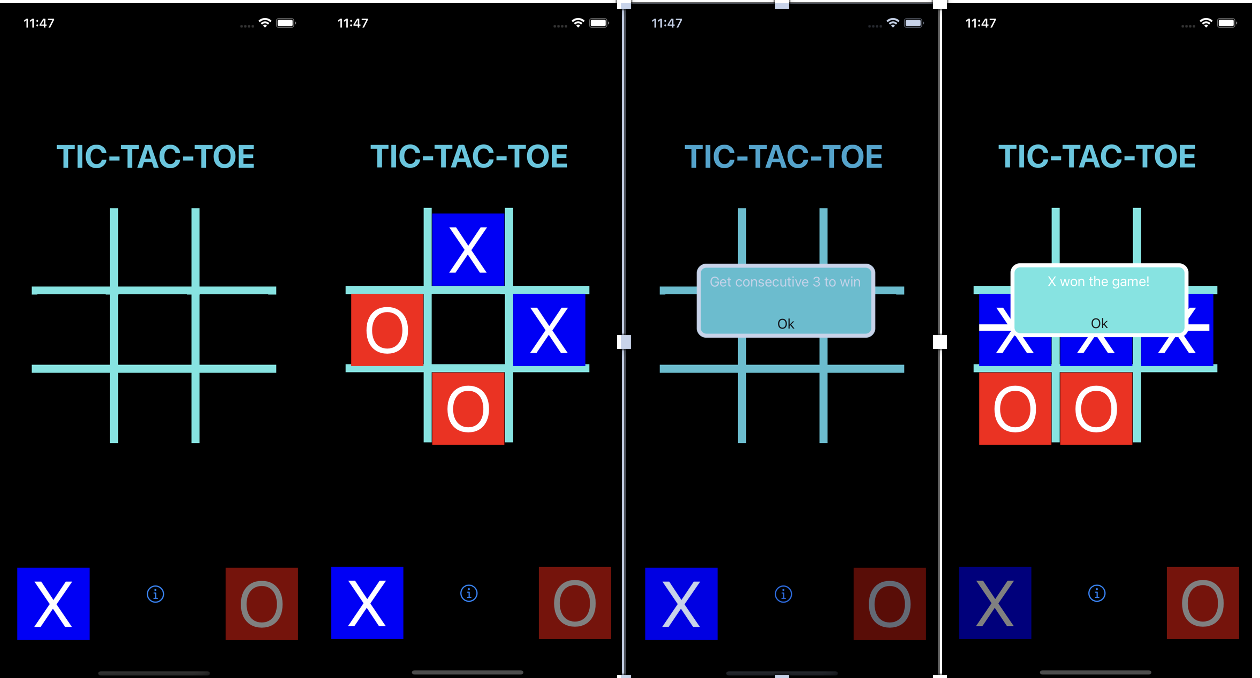 11:47
TIC-TAC-TOE
X
O
11:47
TIC-TAC-TOE
X
O
X
O
X
O
11:47
TIC-TAC-TOE
Get consecutive 3 to win
Ok
X
O
11:47
TIC-TAC-TOE
X won the game!
Ok
X X X
O O
X
O